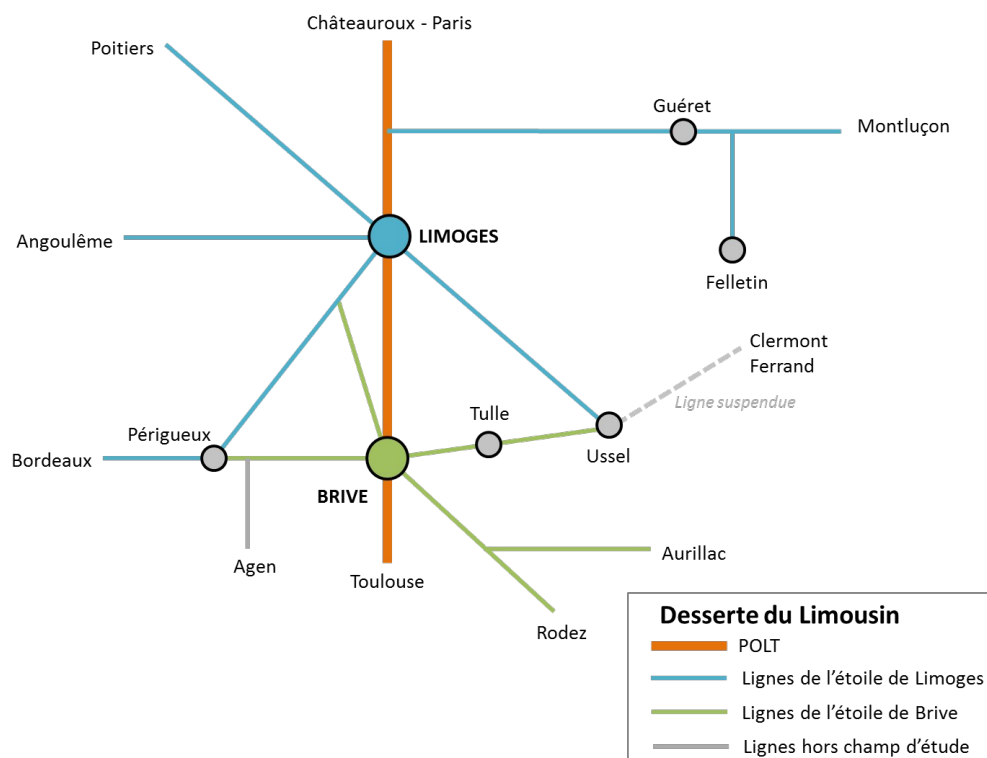 Châteauroux - Paris
Poitiers
Guéret
Montluçon
Angoulême
LIMOGES
Felletin
Clermont
Ferrand
Ligne suspendue
Tulle
Périgueux
Ussel
Bordeaux
BRIVE
Agen
Toulouse
Aurillac
Rodez
Desserte du Limousin
POLT
Lignes de l'étoile de Limoges
Lignes de l'étoile de Brive
Lignes hors champ d'étude